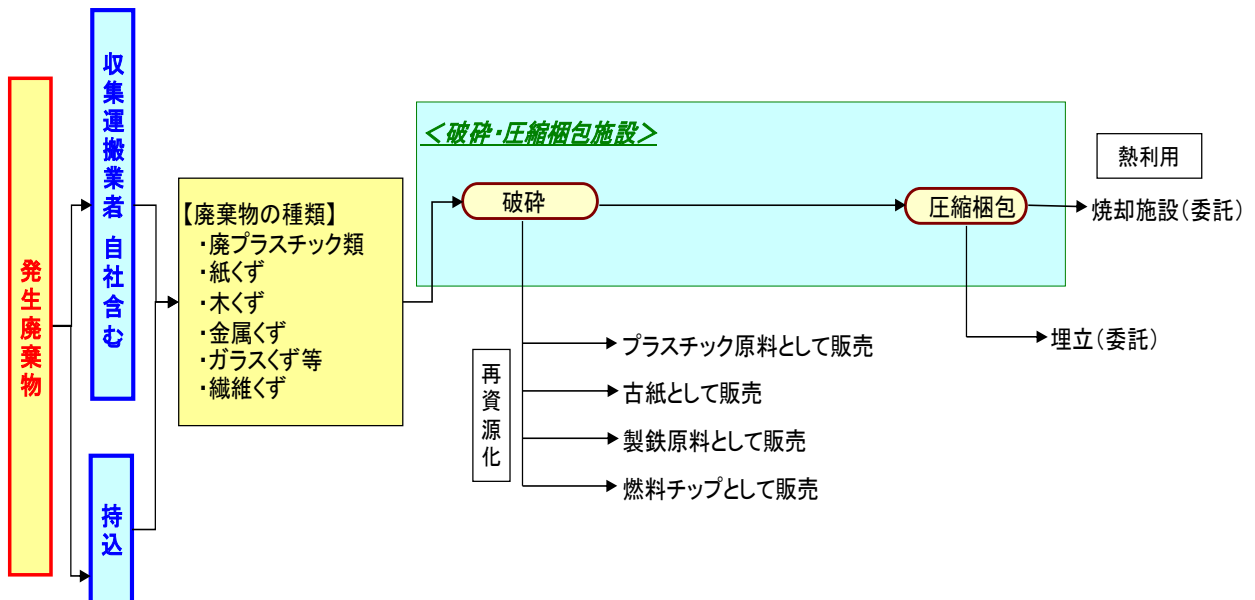 発生廃棄物
収集運搬業者 自社含む
持込
【廃棄物の種類】
・廃プラスチック類
・紙くず
・木くず
・金属くず
・ガラスくず等
・繊維くず
＜破砕・圧縮梱包施設＞
破砕
圧縮梱包
熱利用
焼却施設（委託）
埋立（委託）
再資源化
プラスチック原料として販売
古紙として販売
製鉄原料として販売
燃料チップとして販売